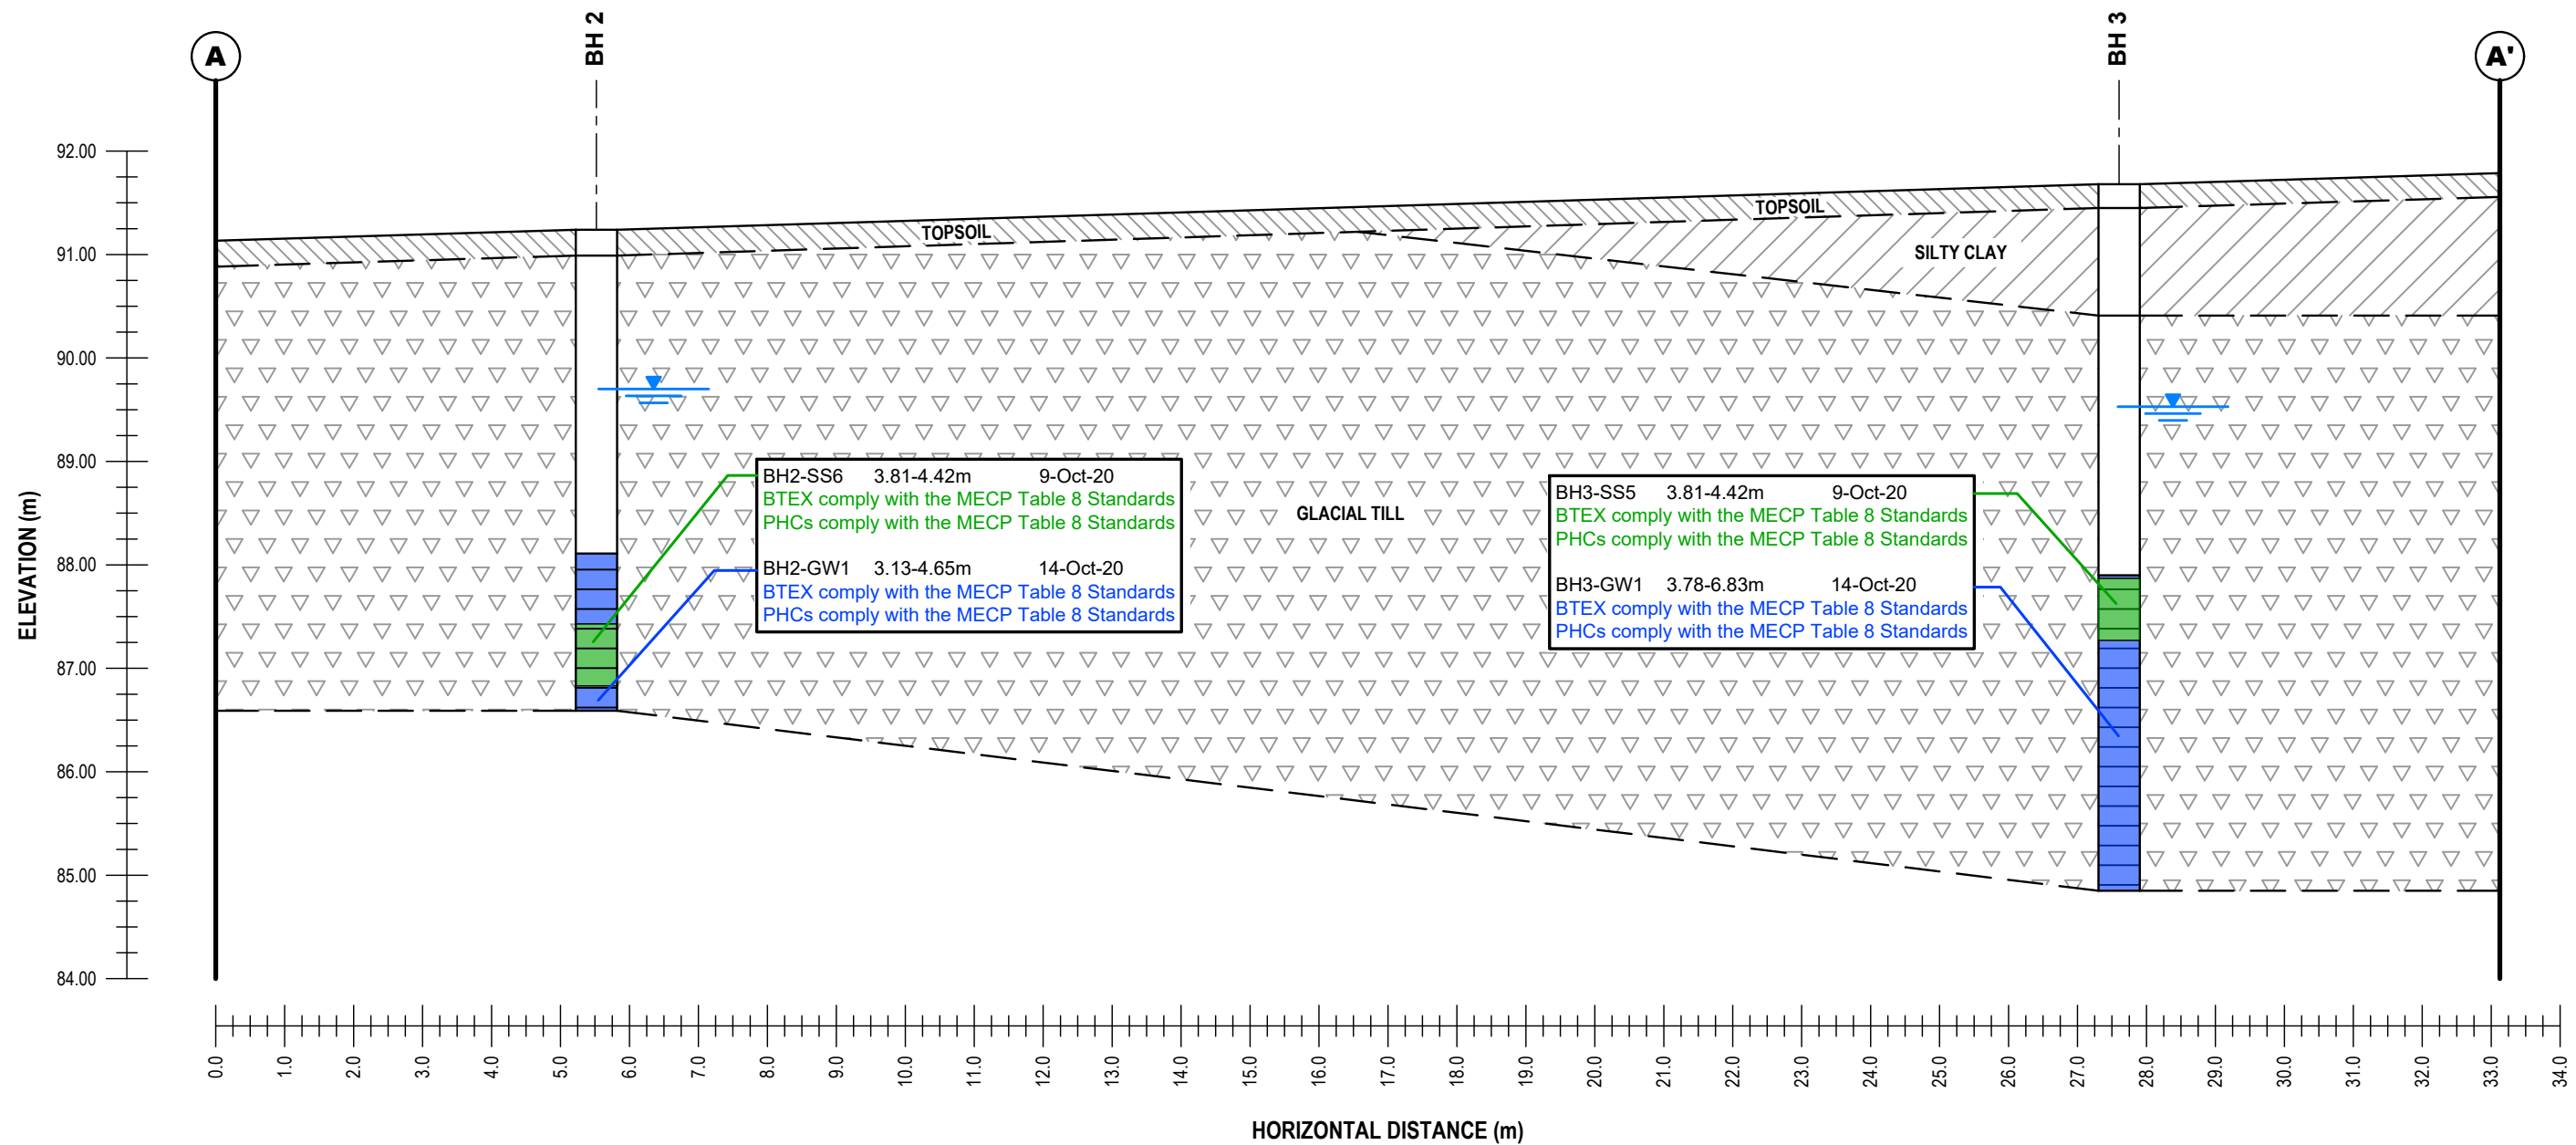 BH 2
BH 3
A
A'
92.00
91.00
90.00
89.00
88.00
87.00
86.00
85.00
84.00
ELEVATION (m)
TOPSOIL
TOPSOIL
SILTY CLAY
GLACIAL TILL
BH2-SS6 3.81-4.42m 9-Oct-20
BTEX comply with the MECP Table 8 Standards
PHCs comply with the MECP Table 8 Standards
BH2-GW1 3.13-4.65m 14-Oct-20
BTEX comply with the MECP Table 8 Standards
PHCs comply with the MECP Table 8 Standards
BH3-SS5 3.81-4.42m 9-Oct-20
BTEX comply with the MECP Table 8 Standards
PHCs comply with the MECP Table 8 Standards
BH3-GW1 3.78-6.83m 14-Oct-20
BTEX comply with the MECP Table 8 Standards
PHCs comply with the MECP Table 8 Standards
0.0
1.0
2.0
3.0
4.0
5.0
6.0
7.0
8.0
9.0
10.0
11.0
12.0
13.0
14.0
15.0
16.0
17.0
18.0
19.0
20.0
21.0
22.0
23.0
24.0
25.0
26.0
27.0
28.0
29.0
30.0
31.0
32.0
33.0
34.0
HORIZONTAL DISTANCE (m)